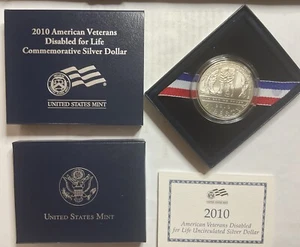 2010 American Veterans
Disabled for Life
Commemorative Silver Dollar
UNITED STATES MINT
UNITED STATES MINT
2010
American Veterans Disabled
for Life Uncirculated Silver Dollar